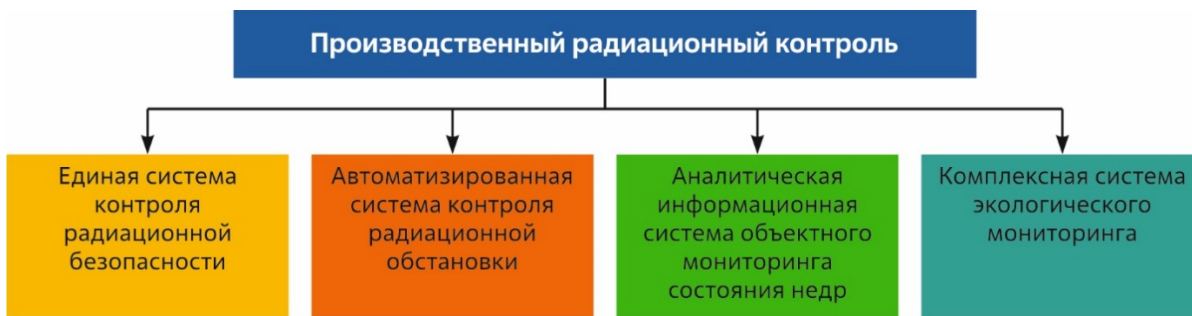 Производственный радиационный контроль
Единая система
контроля
радиационной
безопасности
Автоматизированная
система контроля
радиационной
обстановки
Аналитическая
информационная
система объектного
мониторинга
состояния недр
Комплексная система
экологического
мониторинга